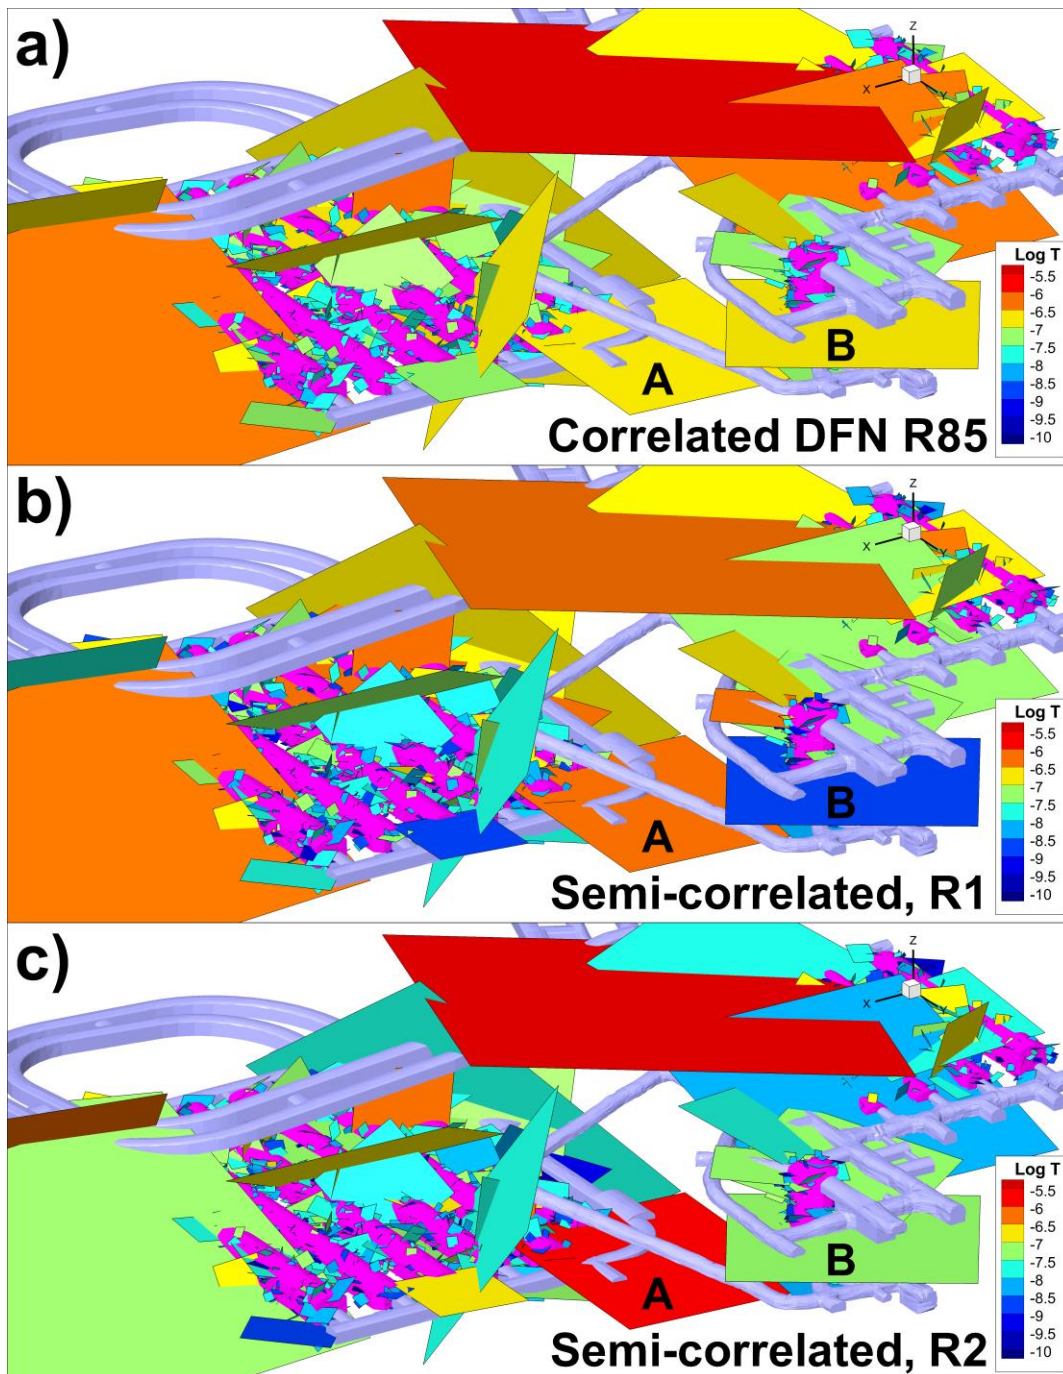 a)
Z
X
Y
Log T
-5.5
-6
-6.5
-7
-7.5
-8
-8.5
-9
-9.5
-10
A
B
Correlated DFN R85
b)
Z
X
Y
Log T
-5.5
-6
-6.5
-7
-7.5
-8
-8.5
-9
-9.5
-10
A
B
Semi-correlated, R1
c)
Z
X
Y
Log T
-5.5
-6
-6.5
-7
-7.5
-8
-8.5
-9
-9.5
-10
A
B
Semi-correlated, R2